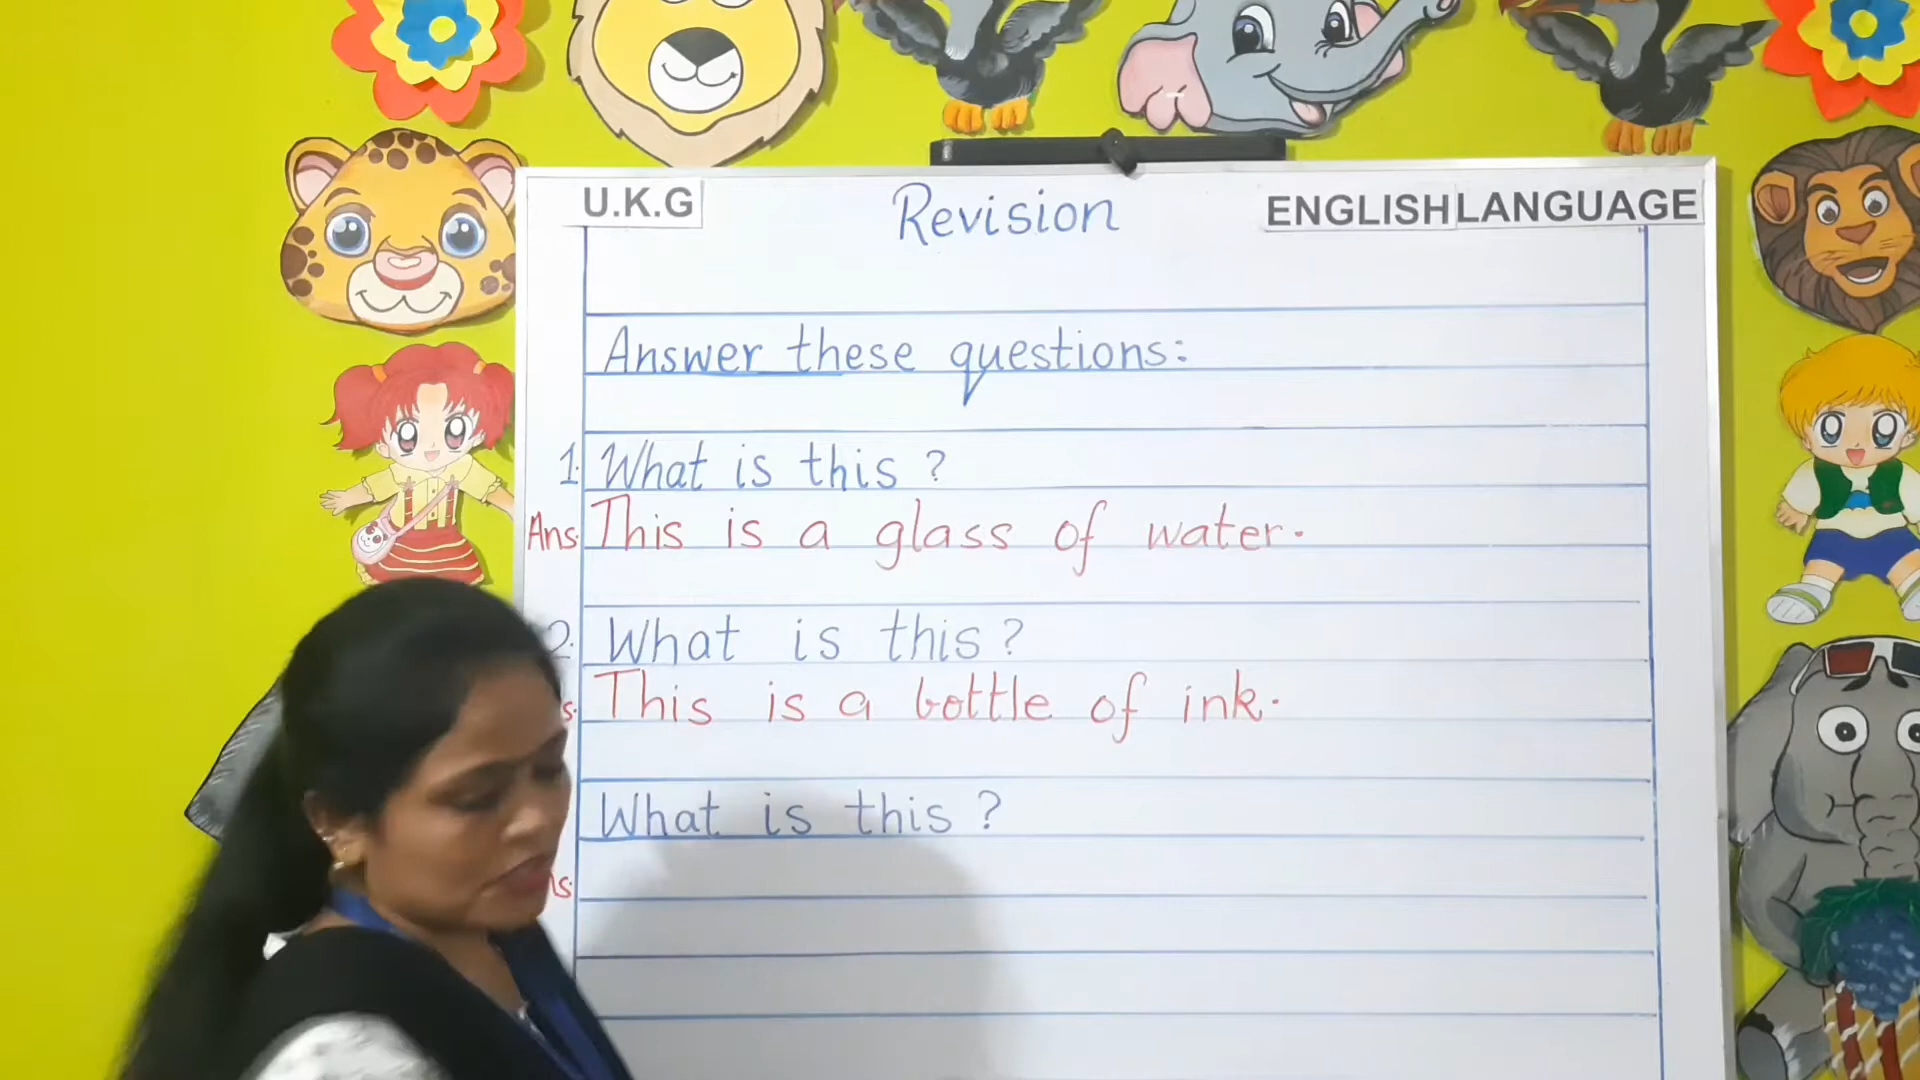 U.K.G Revision ENGLISH LANGUAGE
Answer these questions:
1. What is this?
Ans. This is a glass of water.
2. What is this?
s. This is a bottle of ink.
What is this?
s.